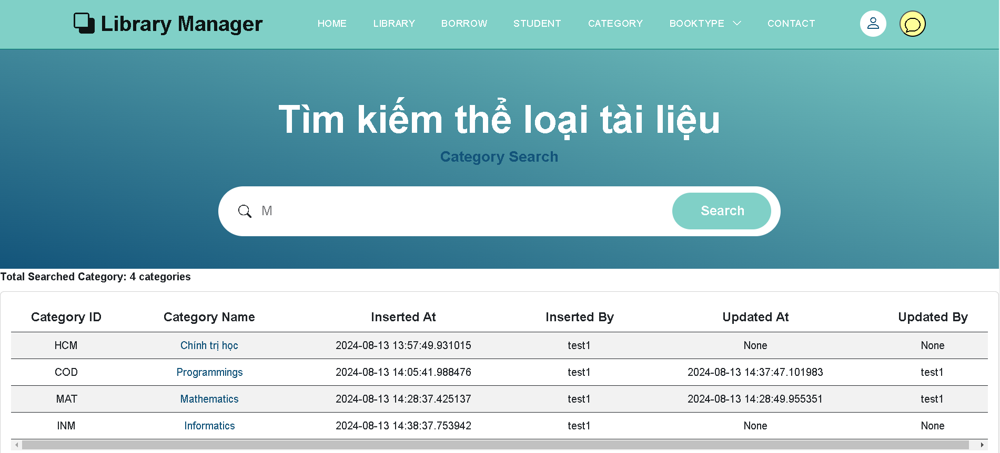 Library Manager HOME LIBRARY BORROW STUDENT CATEGORY BOOKTYPE CONTACT
Tìm kiếm thể loại tài liệu
Category Search
M Search
Total Searched Category: 4 categories
Category ID Category Name Inserted At Inserted By Updated At Updated By
HCM Chính trị học 2024-08-13 13:57:49.931015 test1 None None
COD Programmings 2024-08-13 14:05:41.988476 test1 2024-08-13 14:37:47.101983 test1
MAT Mathematics 2024-08-13 14:28:37.425137 test1 2024-08-13 14:28:49.955351 test1
INM Informatics 2024-08-13 14:38:37.753942 test1 None None